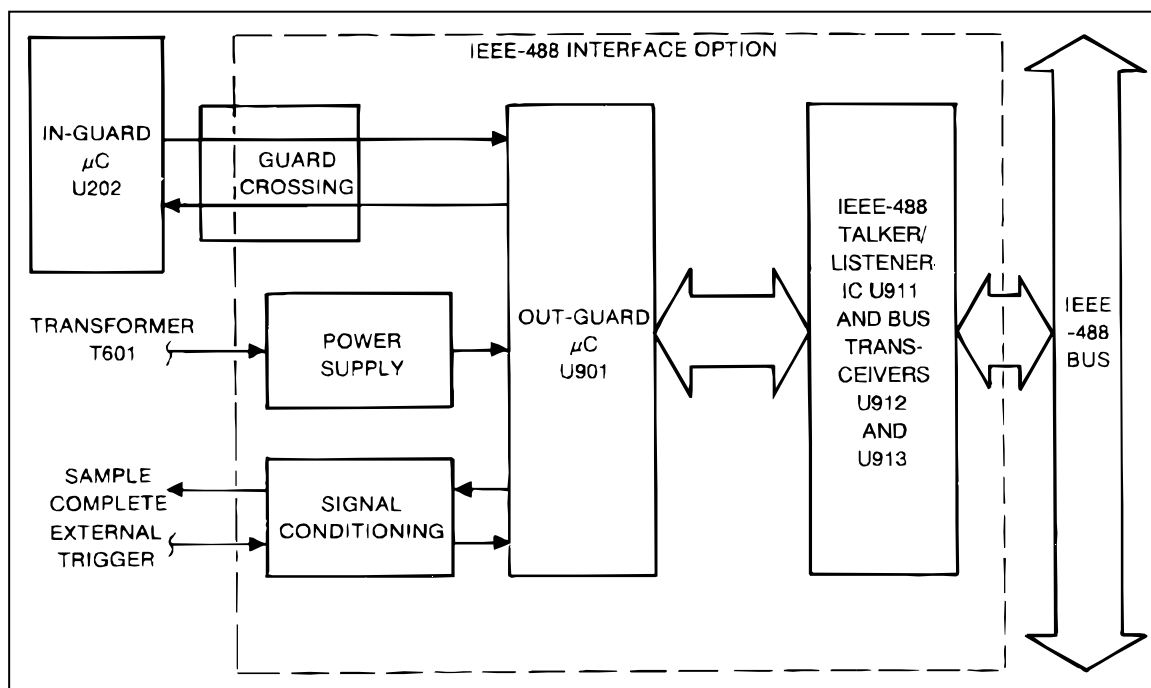 IEEE-488 INTERFACE OPTION
IN-GUARD
μC
U202
GUARD
CROSSING
TRANSFORMER
T601
POWER
SUPPLY
SAMPLE
COMPLETE
EXTERNAL
TRIGGER
SIGNAL
CONDITIONING
OUT-GUARD
μC
U901
IEEE-488
TALKER/
LISTENER
IC U911
AND BUS
TRANS-
CEIVERS
U912
AND
U913
IEEE
-488
BUS